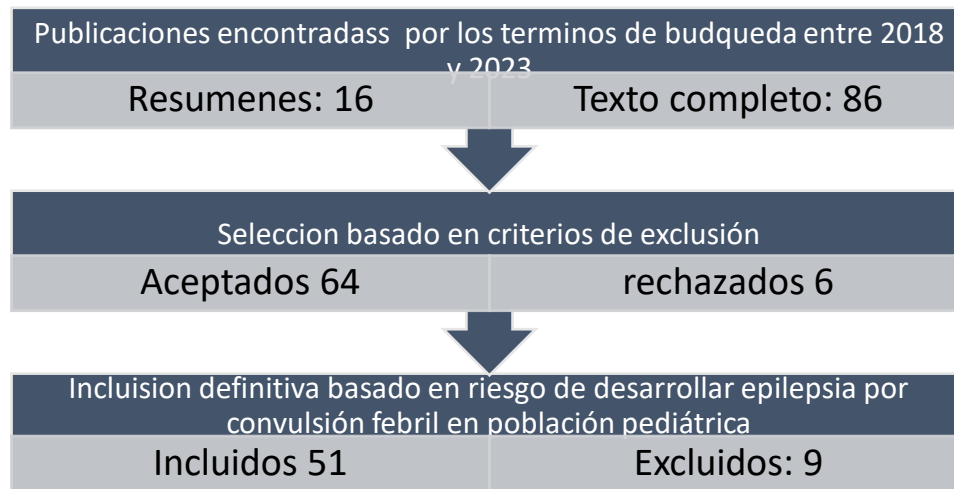 Publicaciones encontradass por los terminos de budqueda entre 2018
y 2023
Resumenes: 16
Texto completo: 86
Seleccion basado en criterios de exclusión
Aceptados 64
rechazados 6
Incluision definitiva basado en riesgo de desarrollar epilepsia por
convulsión febril en población pediátrica
Incluidos 51
Excluidos: 9